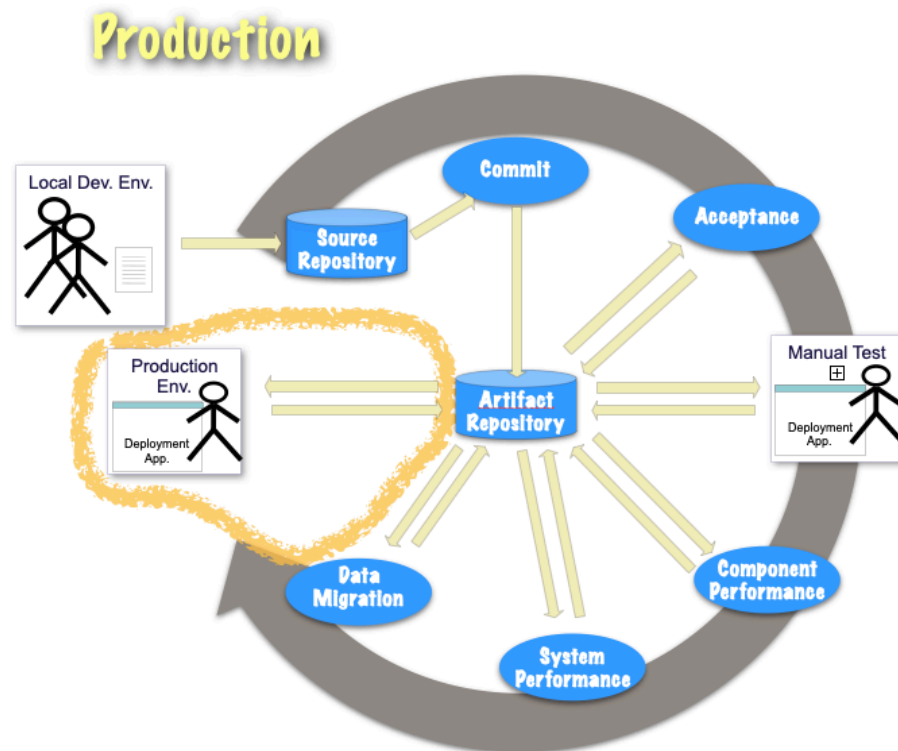 Production
Local Dev. Env.
Source
Repository
Commit
Acceptance
Production
Env.
Deployment
App.
Artifact
Repository
Manual Test
Deployment
App.
Data
Migration
System
Performance
Component
Performance